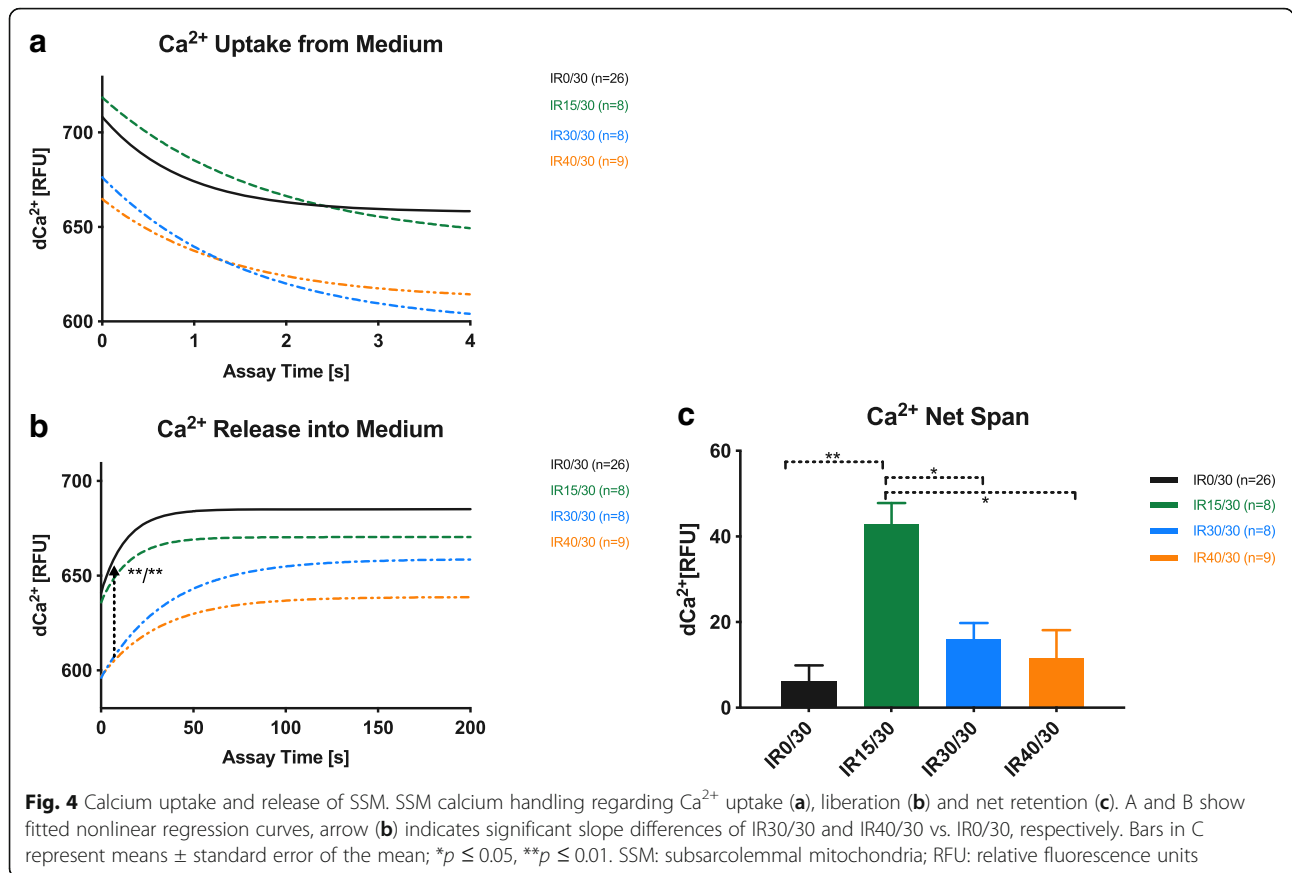 a
Ca²⁺ Uptake from Medium
IR0/30 (n=26)
IR15/30 (n=8)
IR30/30 (n=8)
IR40/30 (n=9)
dCa²⁺ [RFU]
700
650
600
0 1 2 3 4
Assay Time [s]
b
Ca²⁺ Release into Medium
IR0/30 (n=26)
IR15/30 (n=8)
IR30/30 (n=8)
IR40/30 (n=9)
dCa²⁺ [RFU]
700
650
600
**/**
0 50 100 150 200
Assay Time [s]
c
Ca²⁺ Net Span
dCa²⁺[RFU]
60
40
20
0
**
*
*
IR0/30 IR15/30 IR30/30 IR40/30
IR0/30 (n=26)
IR15/30 (n=8)
IR30/30 (n=8)
IR40/30 (n=9)
Fig. 4 Calcium uptake and release of SSM. SSM calcium handling regarding Ca²⁺ uptake (a), liberation (b) and net retention (c). A and B show
fitted nonlinear regression curves, arrow (b) indicates significant slope differences of IR30/30 and IR40/30 vs. IR0/30, respectively. Bars in C
represent means ± standard error of the mean; *p ≤ 0.05, **p ≤ 0.01. SSM: subsarcolemmal mitochondria; RFU: relative fluorescence units